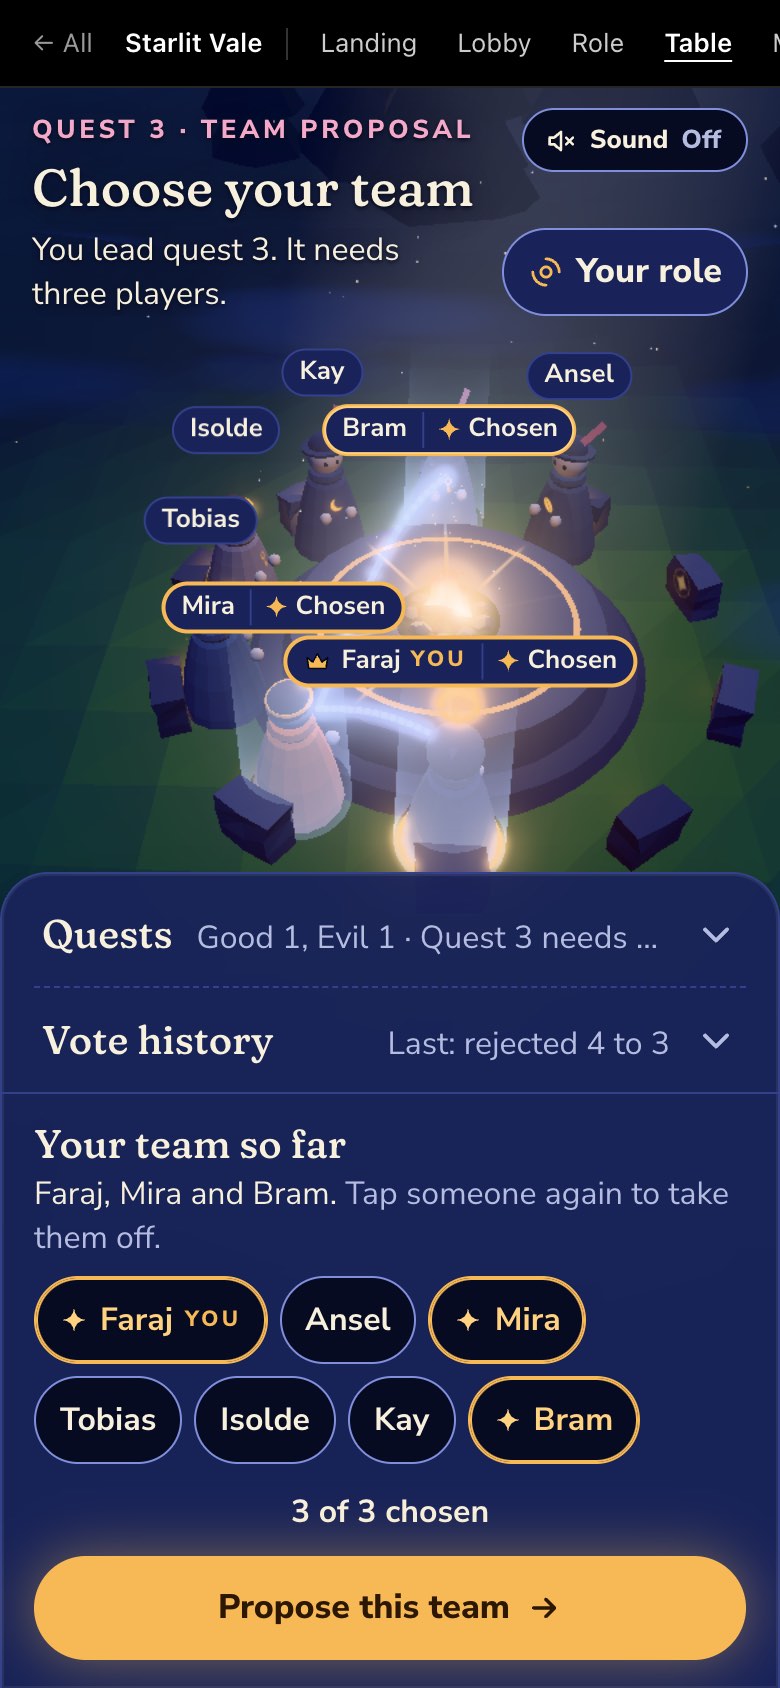 ← All Starlit Vale Landing Lobby Role Table
QUEST 3 · TEAM PROPOSAL
Sound Off
Choose your team
You lead quest 3. It needs
three players.
Your role
Kay
Ansel
Isolde
Bram Chosen
Tobias
Mira Chosen
Faraj YOU Chosen
Quests Good 1, Evil 1 · Quest 3 needs ...
Vote history Last: rejected 4 to 3
Your team so far
Faraj, Mira and Bram. Tap someone again to take
them off.
Faraj YOU Ansel Mira
Tobias Isolde Kay Bram
3 of 3 chosen
Propose this team →